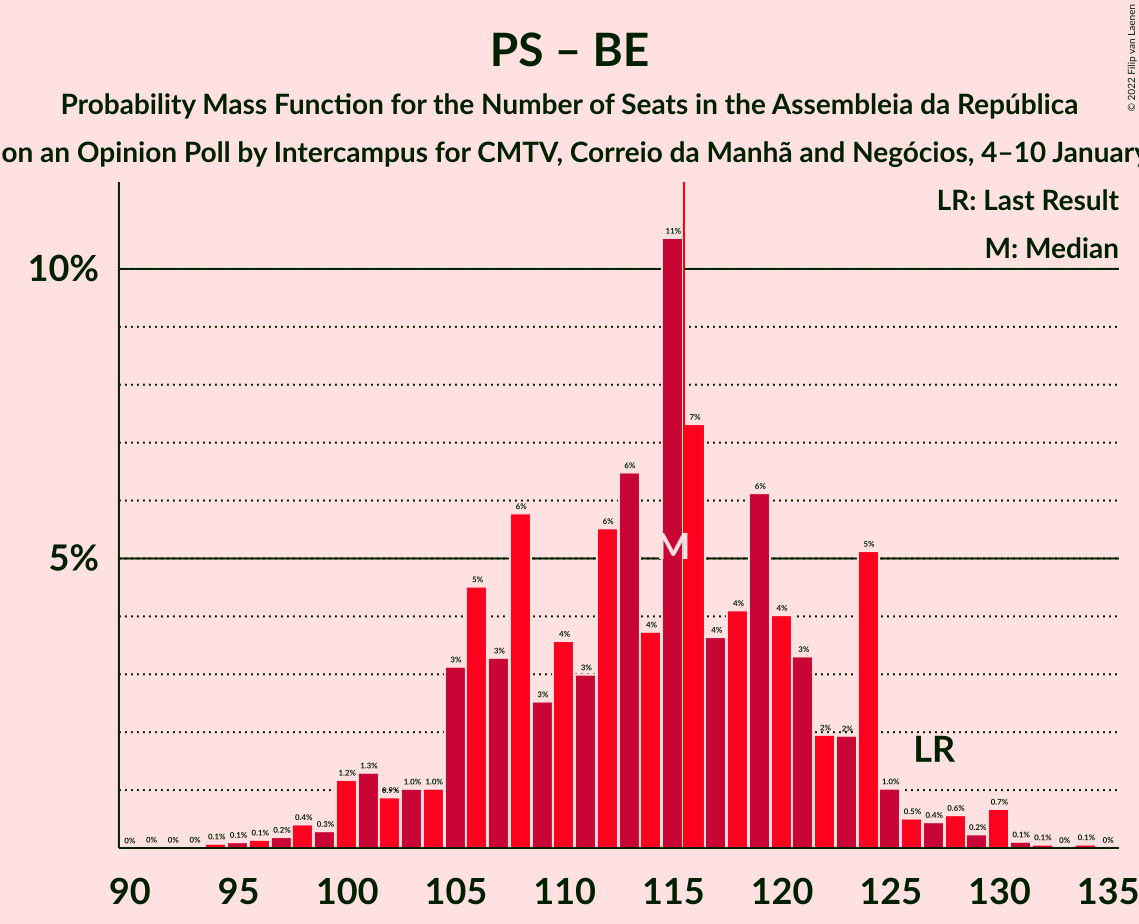 PS – BE
Probability Mass Function for the Number of Seats in the Assembleia da República
on an Opinion Poll by Intercampus for CMTV, Correio da Manhã and Negócios, 4–10 January
© 2022 Filip van Laenen
LR: Last Result
M: Median
10%
5%
0% 0% 0% 0% 0.1% 0.1% 0.1% 0.2% 0.4% 0.3% 1.2% 1.3% 0.9% 1.0% 1.0% 3% 5% 3% 6% 3% 4% 3% 6% 6% 4% 11% 7% 4% 4% 6% 4% 3% 2% 2% 5% 1.0% 0.5% 0.4% 0.6% 0.2% 0.7% 0.1% 0.1% 0% 0.1% 0%
M
LR
90 95 100 105 110 115 120 125 130 135